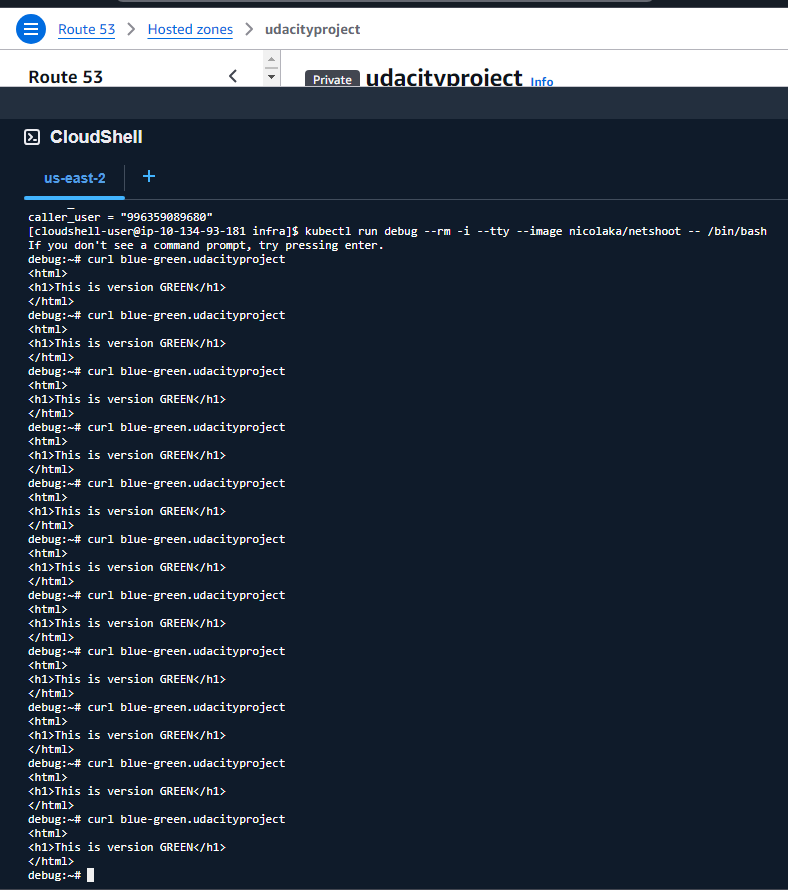 Route 53 > Hosted zones > udacityproject
Route 53
Private udacityproject Info
CloudShell
us-east-2 +
caller_user = "996359089680"
[cloudshell-user@ip-10-134-93-181 infra]$ kubectl run debug --rm -i --tty --image nicolaka/netshoot -- /bin/bash
If you don't see a command prompt, try pressing enter.
debug:~# curl blue-green.udacityproject
<html>
<h1>This is version GREEN</h1>
</html>
debug:~# curl blue-green.udacityproject
<html>
<h1>This is version GREEN</h1>
</html>
debug:~# curl blue-green.udacityproject
<html>
<h1>This is version GREEN</h1>
</html>
debug:~# curl blue-green.udacityproject
<html>
<h1>This is version GREEN</h1>
</html>
debug:~# curl blue-green.udacityproject
<html>
<h1>This is version GREEN</h1>
</html>
debug:~# curl blue-green.udacityproject
<html>
<h1>This is version GREEN</h1>
</html>
debug:~# curl blue-green.udacityproject
<html>
<h1>This is version GREEN</h1>
</html>
debug:~# curl blue-green.udacityproject
<html>
<h1>This is version GREEN</h1>
</html>
debug:~# curl blue-green.udacityproject
<html>
<h1>This is version GREEN</h1>
</html>
debug:~# curl blue-green.udacityproject
<html>
<h1>This is version GREEN</h1>
</html>
debug:~# curl blue-green.udacityproject
<html>
<h1>This is version GREEN</h1>
</html>
debug:~#